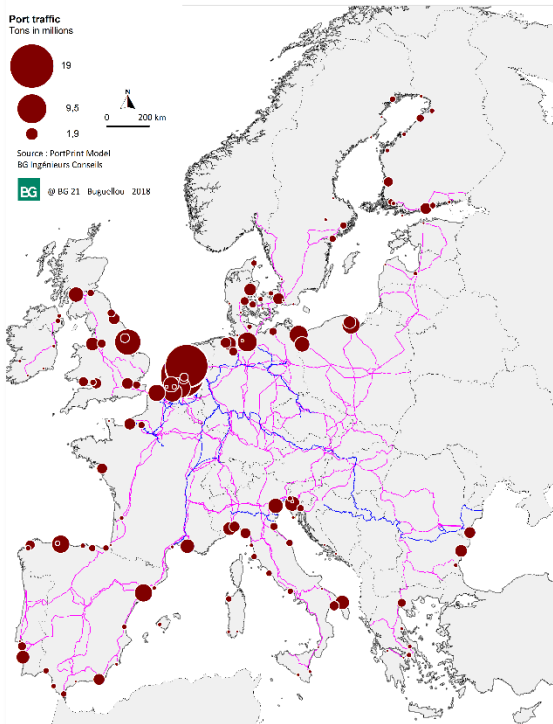 Port traffic
Tons in millions
19
9,5
1,9
N
0 200 km
Source : PortPrint Model
BG Ingénieurs Conseils
BG @ BG 21 Buguellou 2018